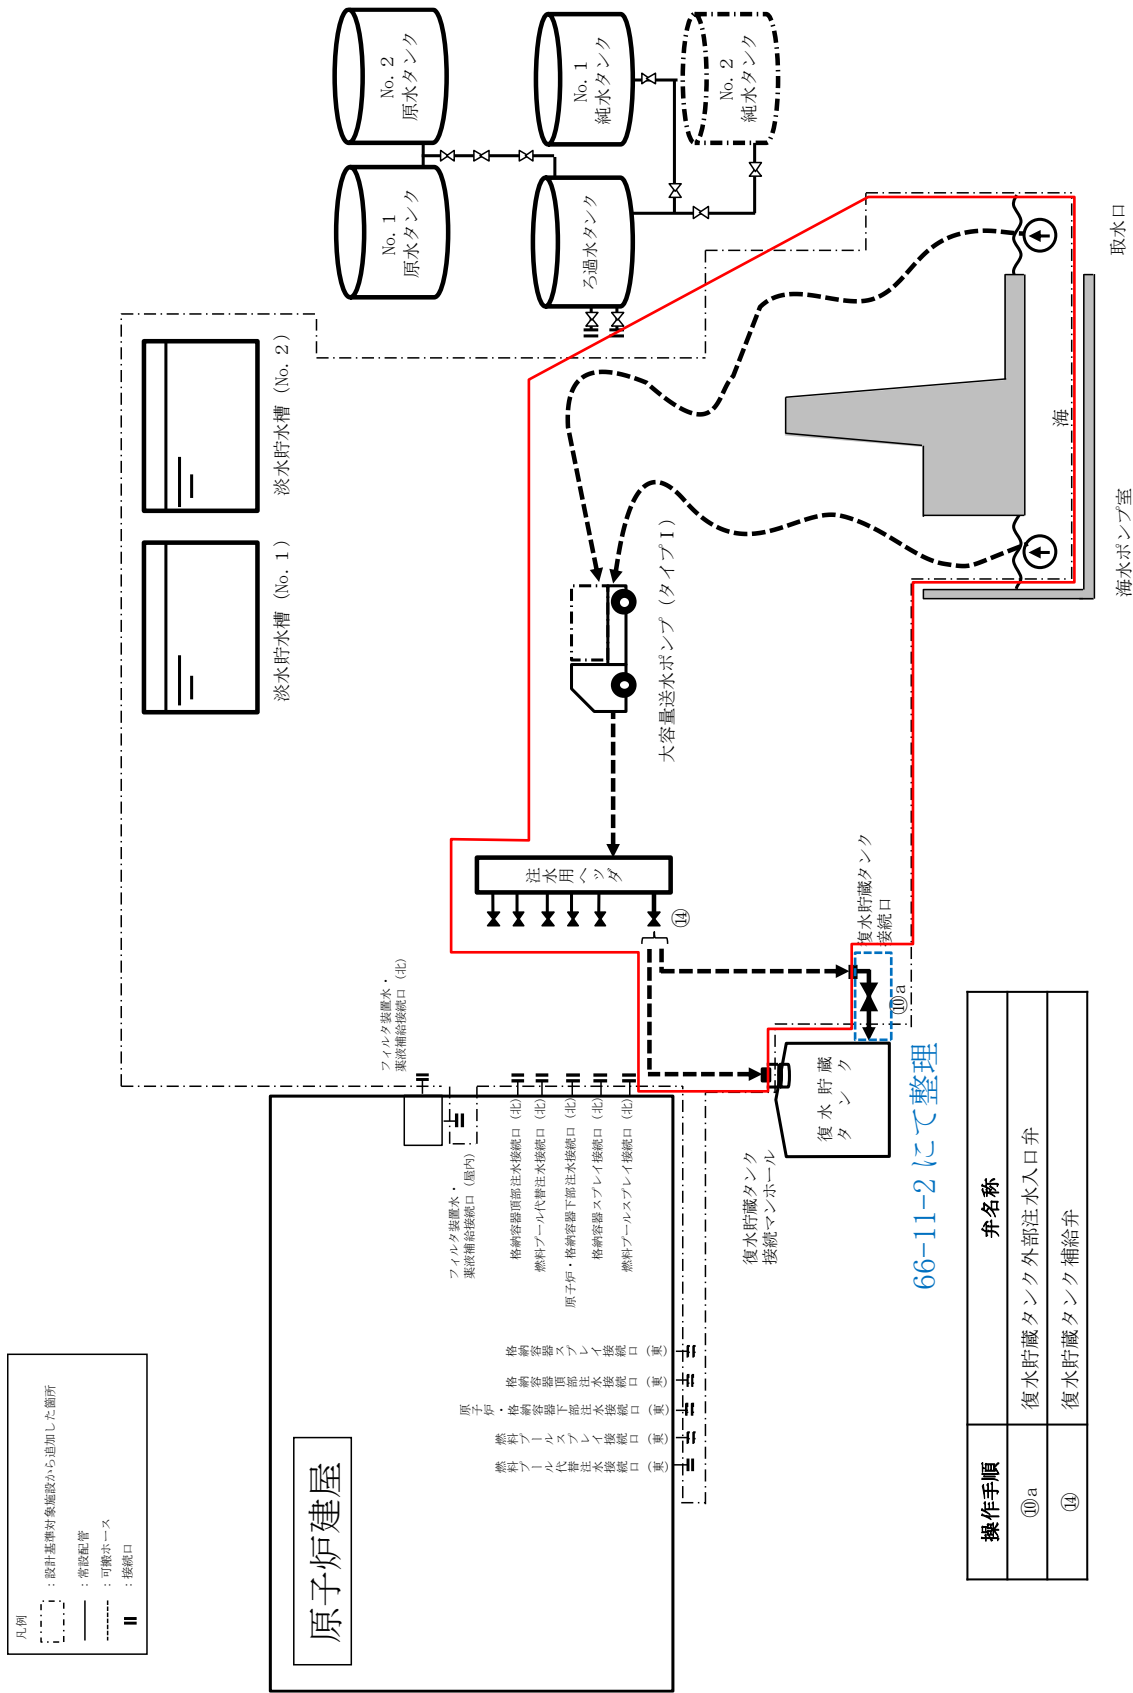 凡例
：設計基準対象施設から追加した箇所
：常設配管
：可搬ホース
：接続口
原子炉建屋
淡水貯水槽（No. 1）
淡水貯水槽（No. 2）
No. 1
原水タンク
No. 2
原水タンク
ろ過水タンク
No. 1
純水タンク
No. 2
純水タンク
フィルタ装置水・
薬液補給接続口（北）
フィルタ装置水・
薬液補給接続口（屋内）
格納容器頂部注水接続口（北）
燃料プール代替注水接続口（北）
原子炉・格納容器下部注水接続口（北）
格納容器スプレイ接続口（北）
燃料プールスプレイ接続口（北）
燃料プール代替注水接続口（東）
燃料プールスプレイ接続口（東）
原子炉・格納容器下部注水接続口（東）
格納容器頂部注水接続口（東）
格納容器スプレイ接続口（東）
注水用ヘッダ
⑭
大容量送水ポンプ（タイプⅠ）
復水貯蔵タンク
接続マンホール
復水貯蔵
タンク
復水貯蔵タンク
接続口
⑩a
66-11-2 にて整理
海
海水ポンプ室
取水口
操作手順 弁名称
⑩a 復水貯蔵タンク外部注水入口弁
⑭ 復水貯蔵タンク補給弁